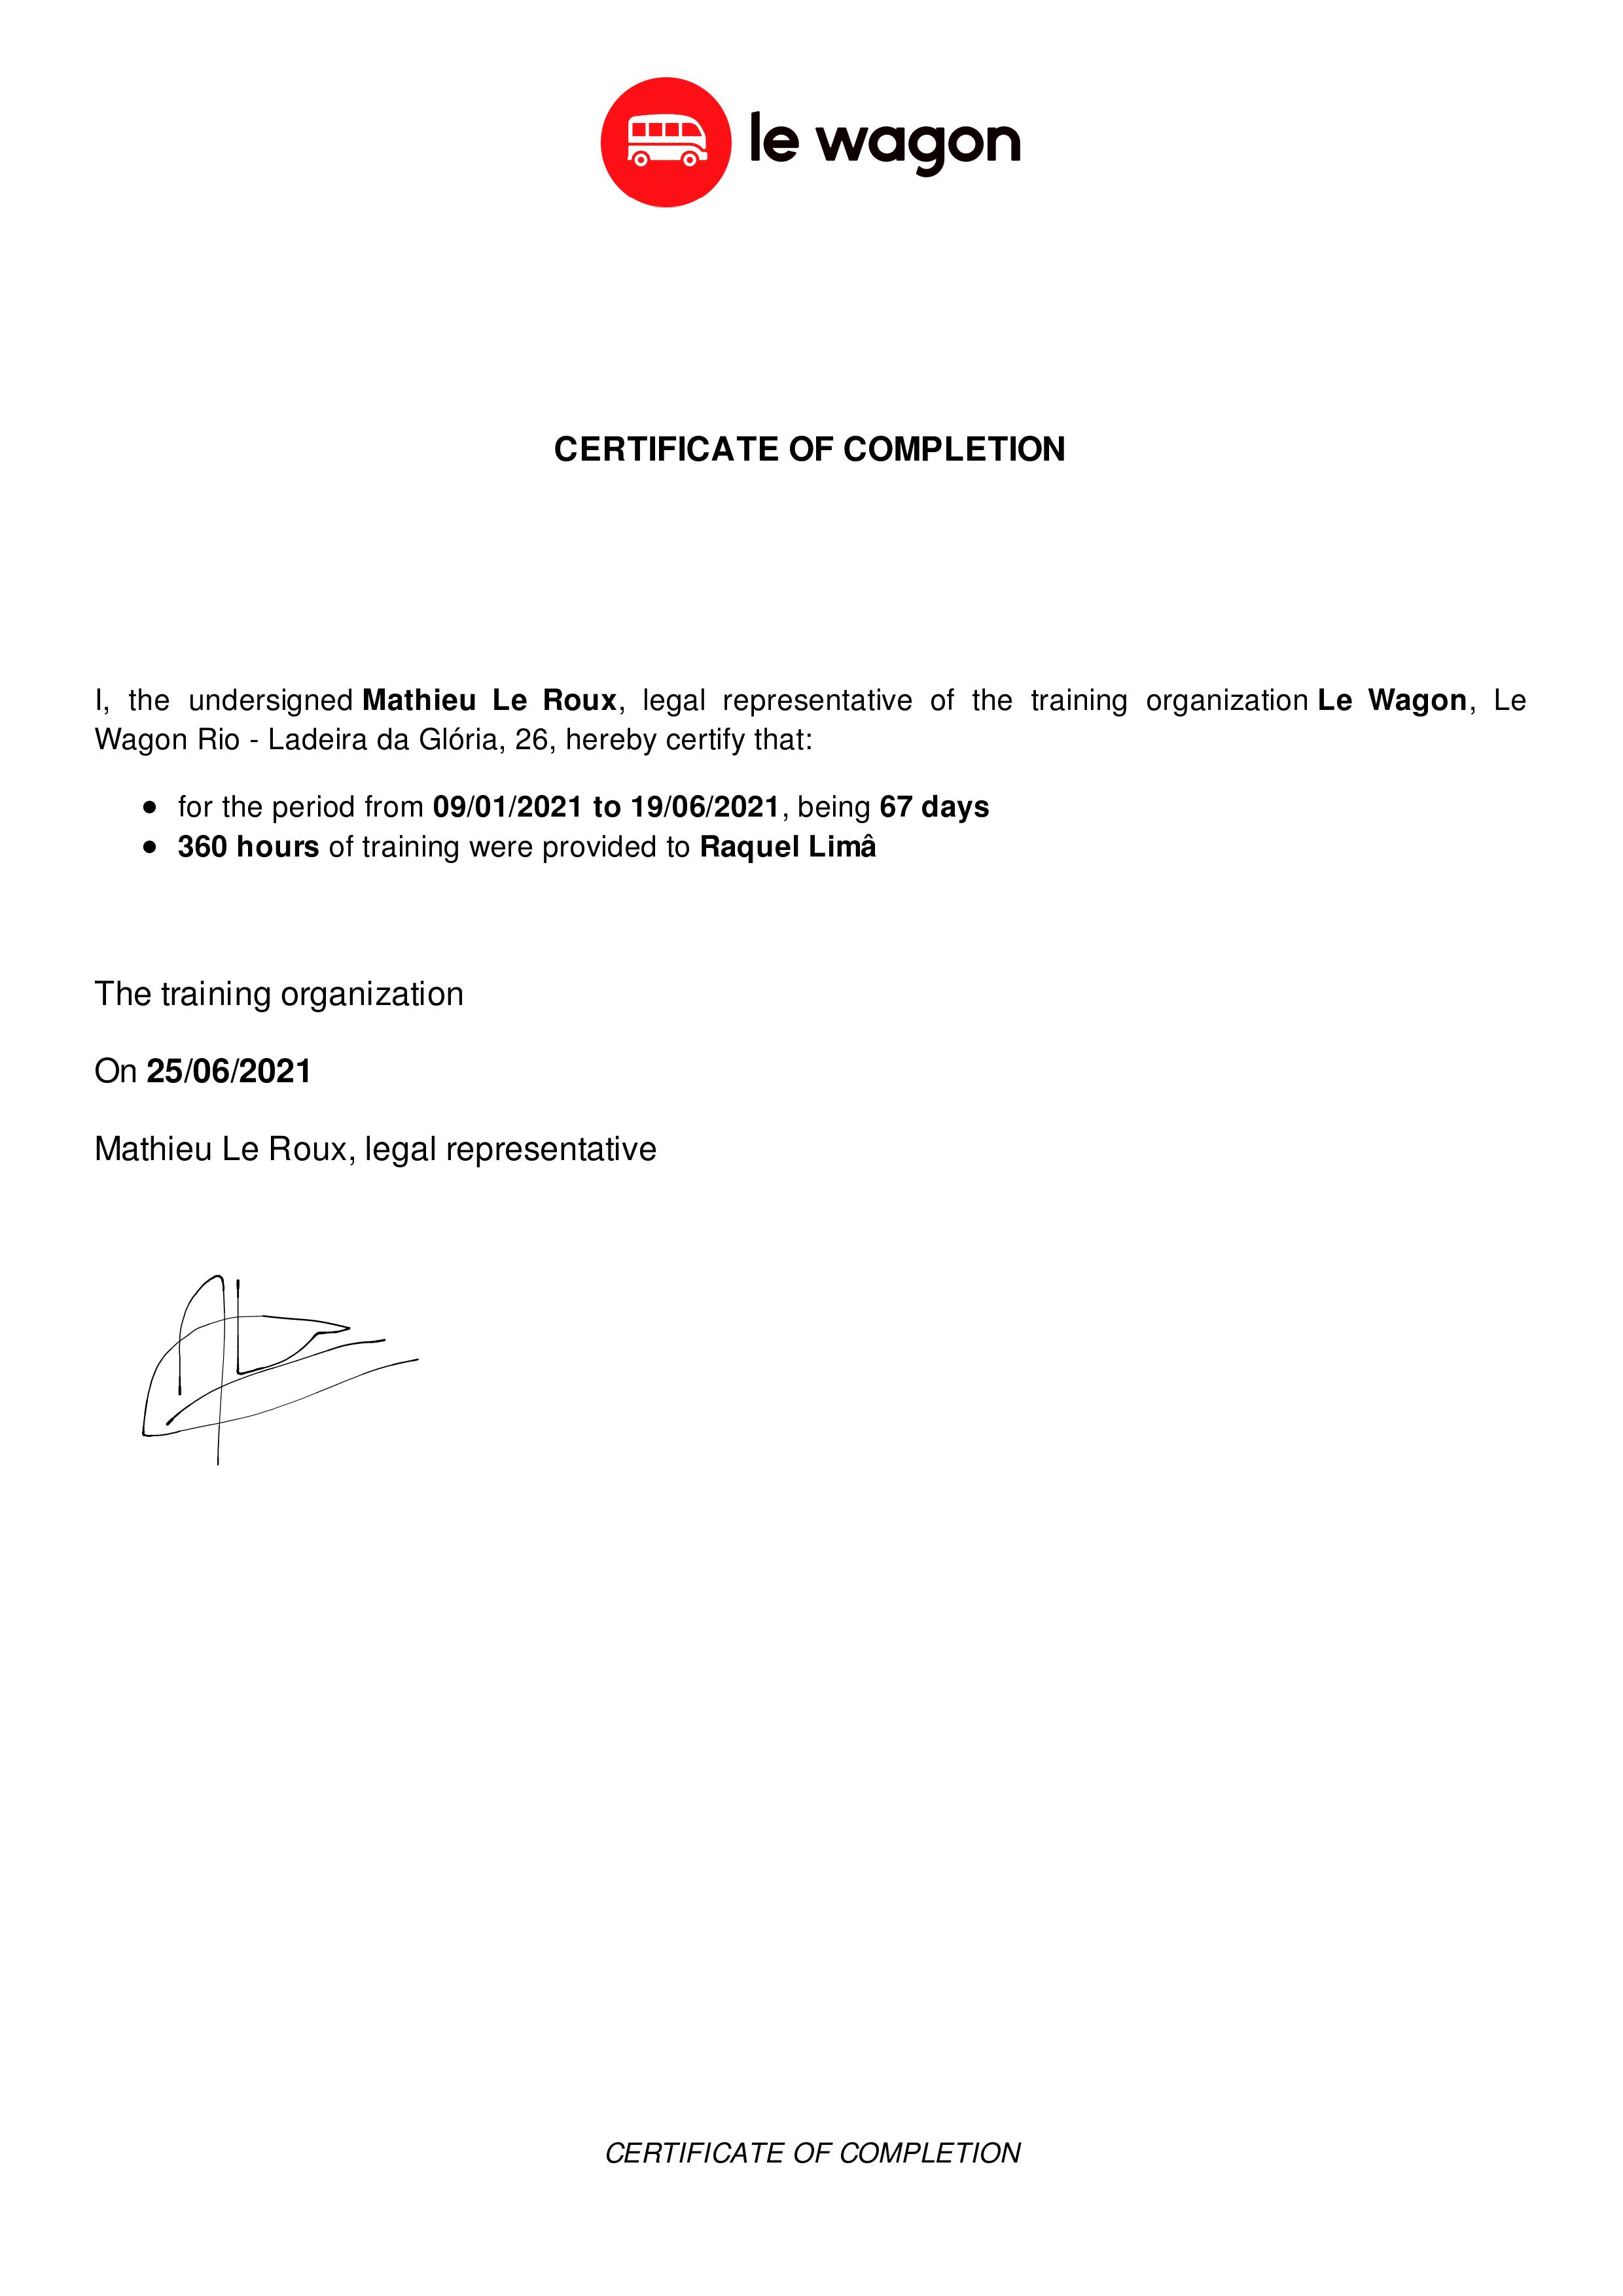 le wagon
CERTIFICATE OF COMPLETION
I, the undersigned Mathieu Le Roux, legal representative of the training organization Le Wagon, Le
Wagon Rio - Ladeira da Glória, 26, hereby certify that:
● for the period from 09/01/2021 to 19/06/2021, being 67 days
● 360 hours of training were provided to Raquel Limâ
The training organization
On 25/06/2021
Mathieu Le Roux, legal representative
CERTIFICATE OF COMPLETION